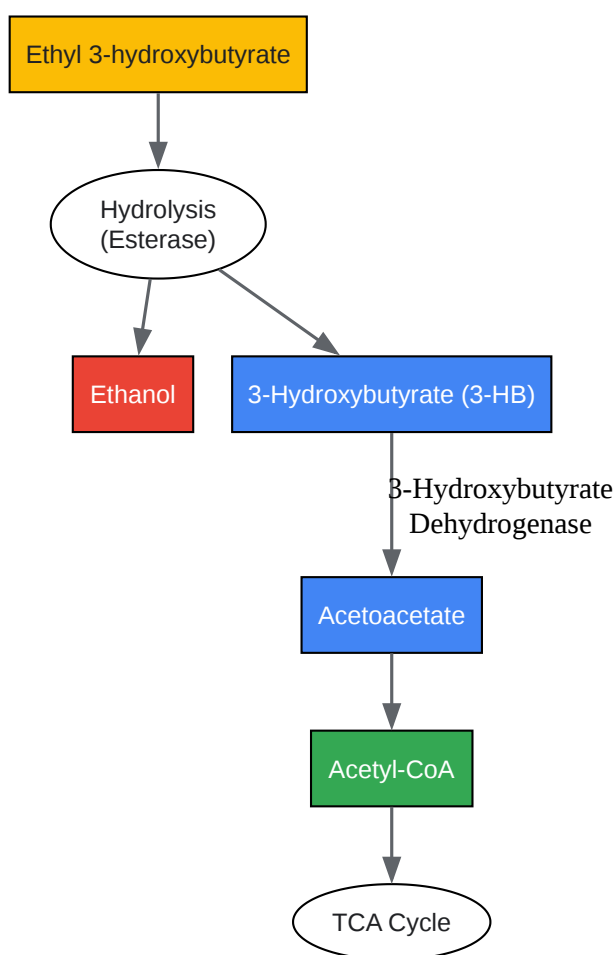 Ethyl 3-hydroxybutyrate
Hydrolysis
(Esterase)
Ethanol
3-Hydroxybutyrate (3-HB)
3-Hydroxybutyrate
Dehydrogenase
Acetoacetate
Acetyl-CoA
TCA Cycle